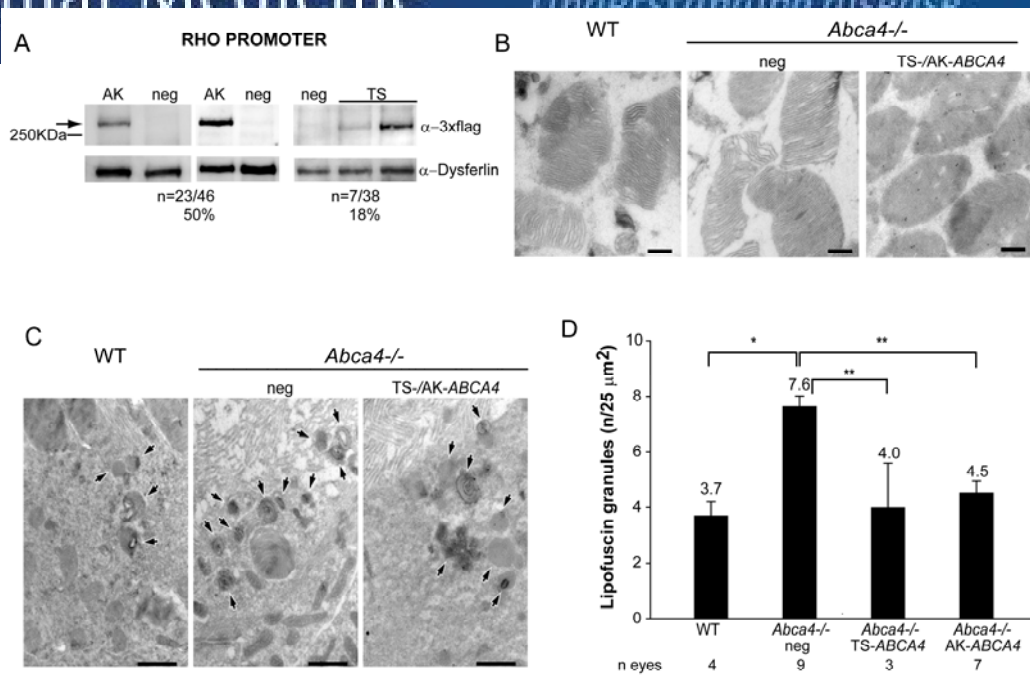 A
RHO PROMOTER
AK neg AK neg neg TS
250KDa
α-3xflag
α-Dysferlin
n=23/46 n=7/38
50% 18%
B
WT Abca4-/-
neg TS-/AK-ABCA4
C
WT Abca4-/-
neg TS-/AK-ABCA4
D
Lipofuscin granules (n/25 μm²)
10
8
6
4
2
0
* **
**
3.7 7.6 4.0 4.5
WT Abca4-/- Abca4-/- Abca4-/-
neg TS-ABCA4 AK-ABCA4
n eyes 4 9 3 7